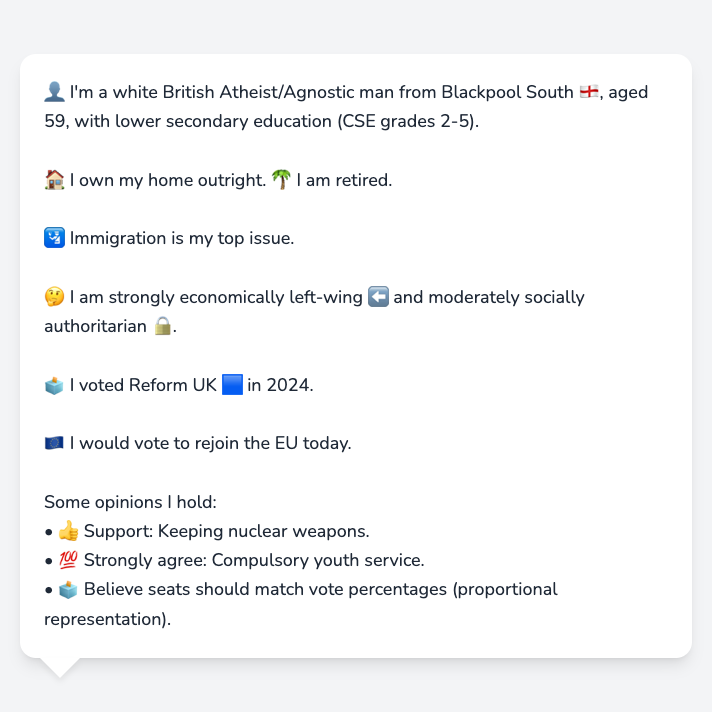 👤 I'm a white British Atheist/Agnostic man from Blackpool South 🏴󠁧󠁢󠁥󠁮󠁧󠁿, aged
59, with lower secondary education (CSE grades 2-5).
🏠 I own my home outright. 🌴 I am retired.
🛂 Immigration is my top issue.
🤔 I am strongly economically left-wing ⬅️ and moderately socially
authoritarian 🔒.
🗳️ I voted Reform UK 🟦 in 2024.
🇪🇺 I would vote to rejoin the EU today.
Some opinions I hold:
• 👍 Support: Keeping nuclear weapons.
• 💯 Strongly agree: Compulsory youth service.
• 🗳️ Believe seats should match vote percentages (proportional
representation).